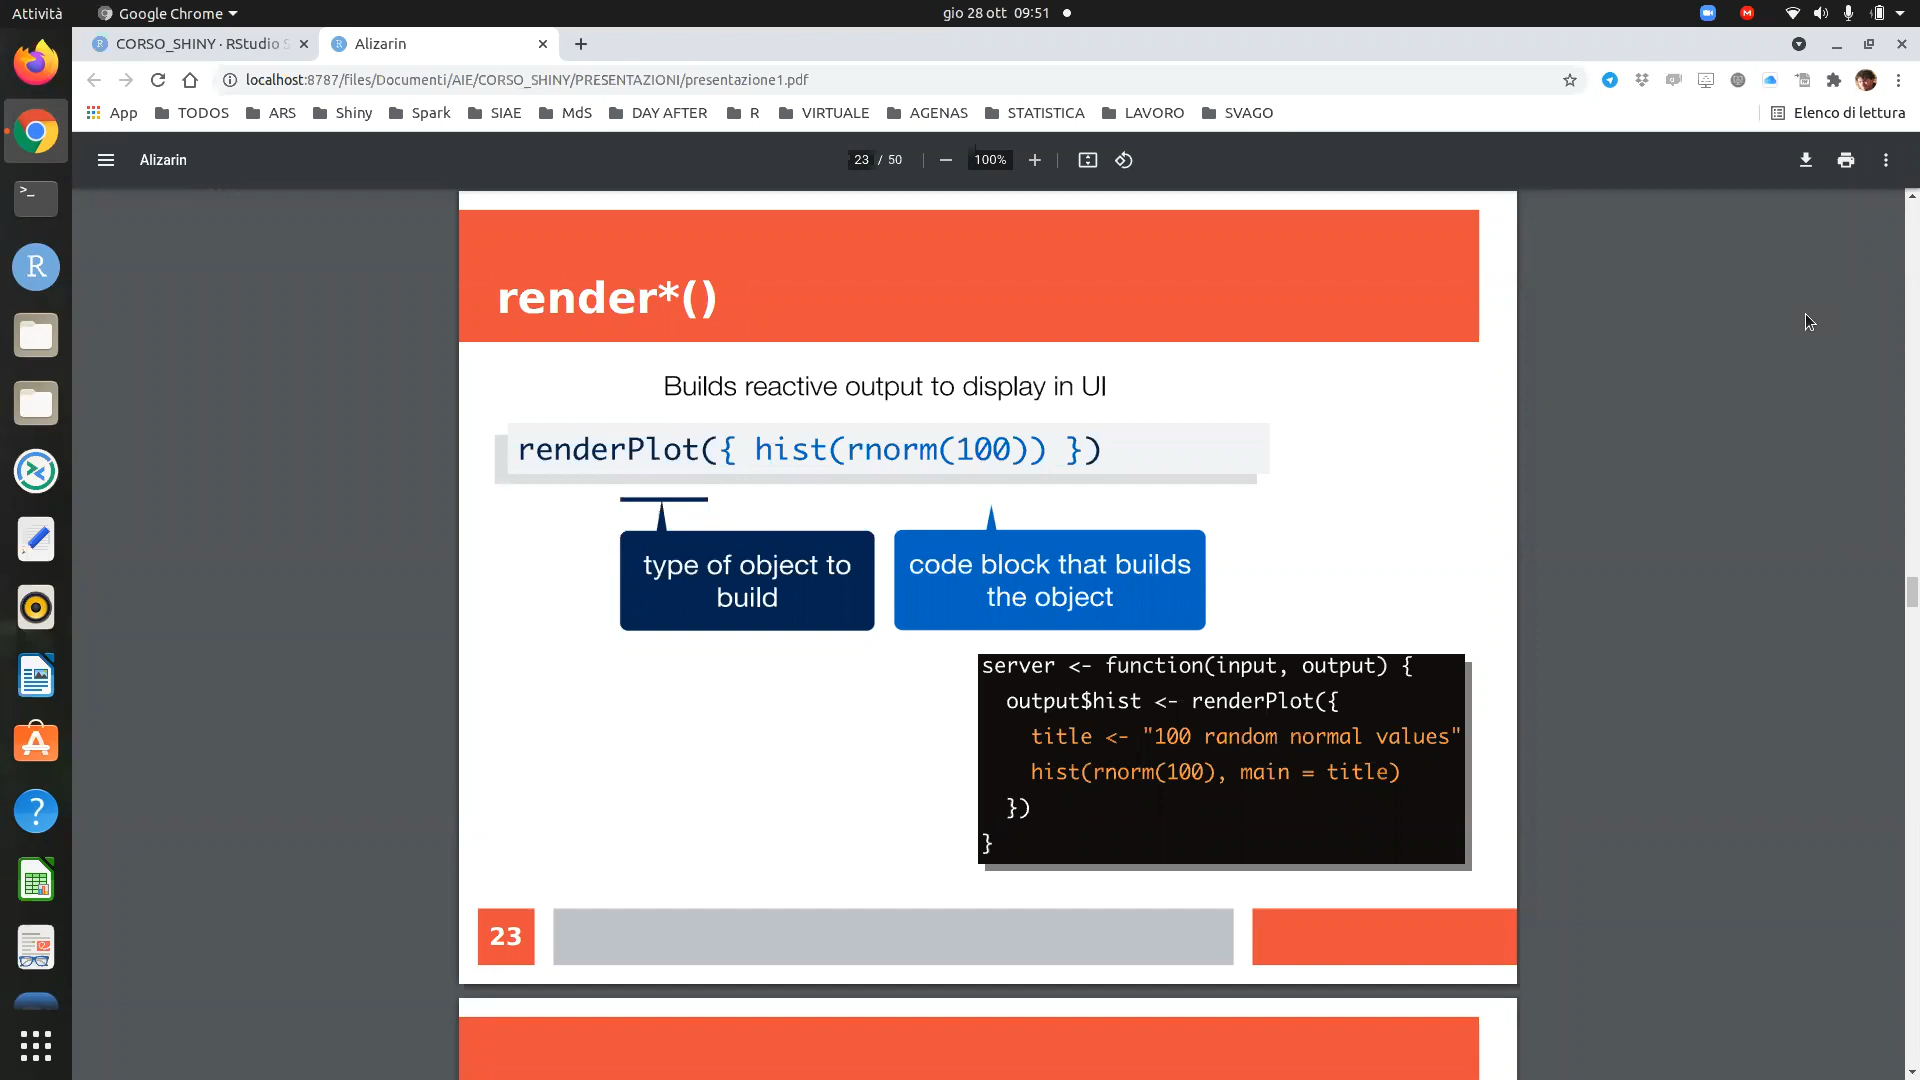 Attività
Google Chrome
gio 28 ott 09:51
CORSO_SHINY · RStudio S
Alizarin
localhost:8787/files/Documenti/AIE/CORSO_SHINY/PRESENTAZIONI/presentazione1.pdf
App TODOS ARS Shiny Spark SIAE MdS DAY AFTER R VIRTUALE AGENAS STATISTICA LAVORO SVAGO Elenco di lettura
Alizarin
23 / 50
100%
render*()
Builds reactive output to display in UI
renderPlot({ hist(rnorm(100)) })
type of object to
build
code block that builds
the object
server <- function(input, output) {
output$hist <- renderPlot({
title <- "100 random normal values"
hist(rnorm(100), main = title)
})
}
23